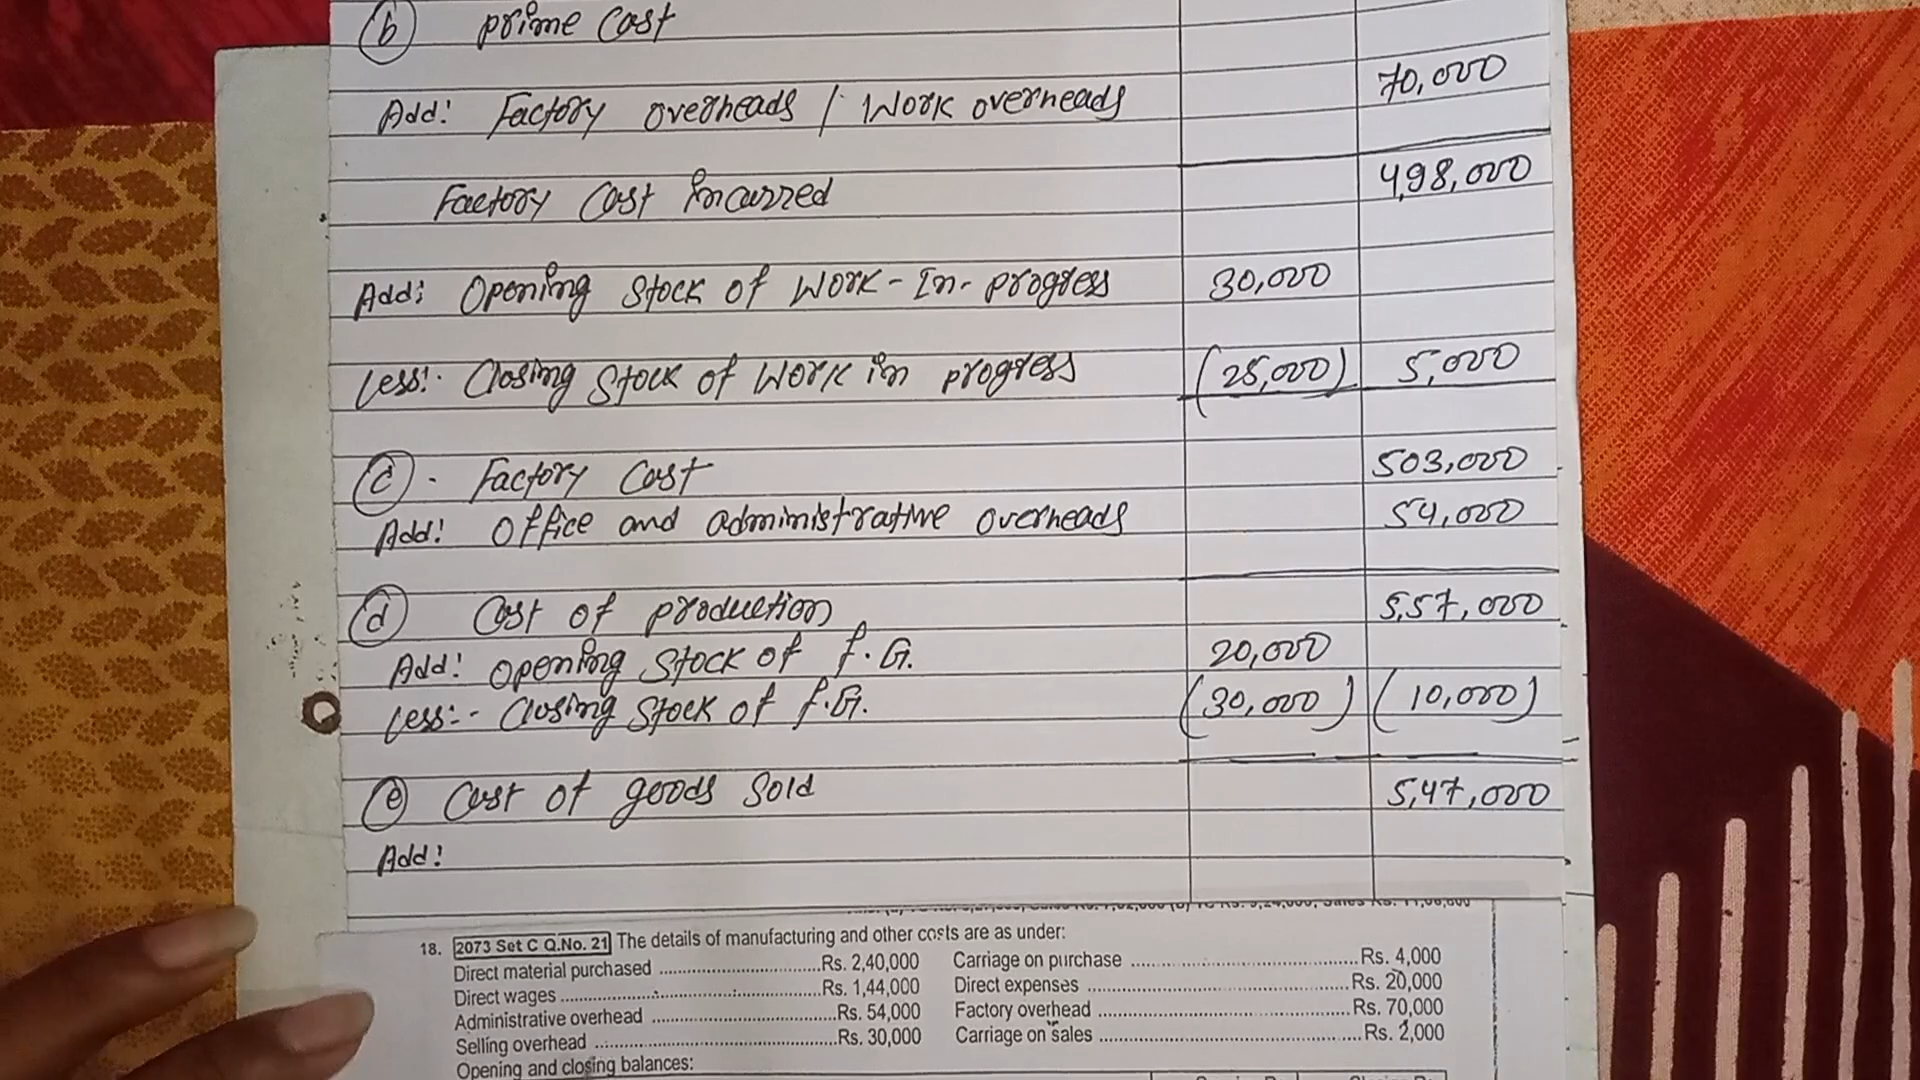 (b) Prime Cost
Add: Factory overheads / Work overheads 70,000
Factory Cost Incurred 4,98,000
Add: Opening Stock of Work-In-progress 30,000
Less: Closing Stock of Work in progress (25,000) 5,000
(c). Factory Cost 503,000
Add: Office and administrative overheads 54,000
(d) Cost of production 5,57,000
Add: Opening Stock of f.G. 20,000
Less:- Closing Stock of f.G. (30,000) (10,000)
(e) Cost of goods Sold 5,47,000
Add:
18. 2073 Set C Q.No. 21 The details of manufacturing and other costs are as under:
Direct material purchased ..............................Rs. 2,40,000 Carriage on purchase ..........................................Rs. 4,000
Direct wages ..................................................Rs. 1,44,000 Direct expenses ................................................Rs. 20,000
Administrative overhead ..................................Rs. 54,000 Factory overhead ..............................................Rs. 70,000
Selling overhead .............................................Rs. 30,000 Carriage on sales ................................................Rs. 2,000
Opening and closing balances: